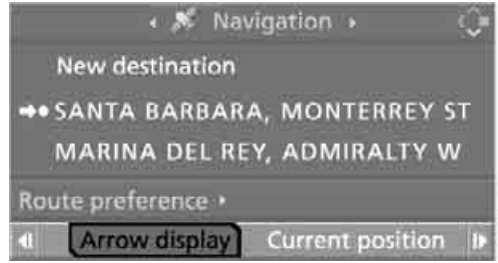 Navigation
New destination
SANTA BARBARA, MONTERREY ST
MARINA DEL REY, ADMIRALTY W
Route preference
Arrow display Current position